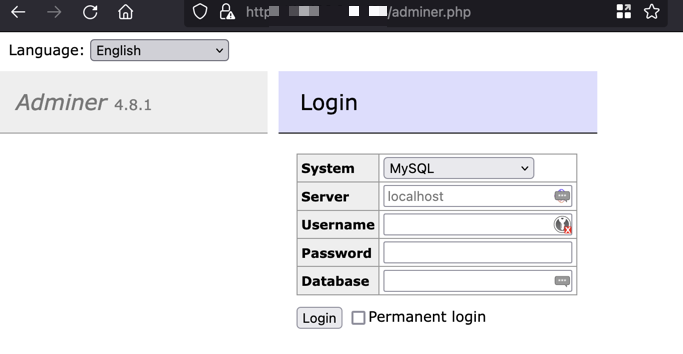 http
/adminer.php
Language: English
Adminer 4.8.1
Login
System MySQL
Server localhost
Username
Password
Database
Login Permanent login